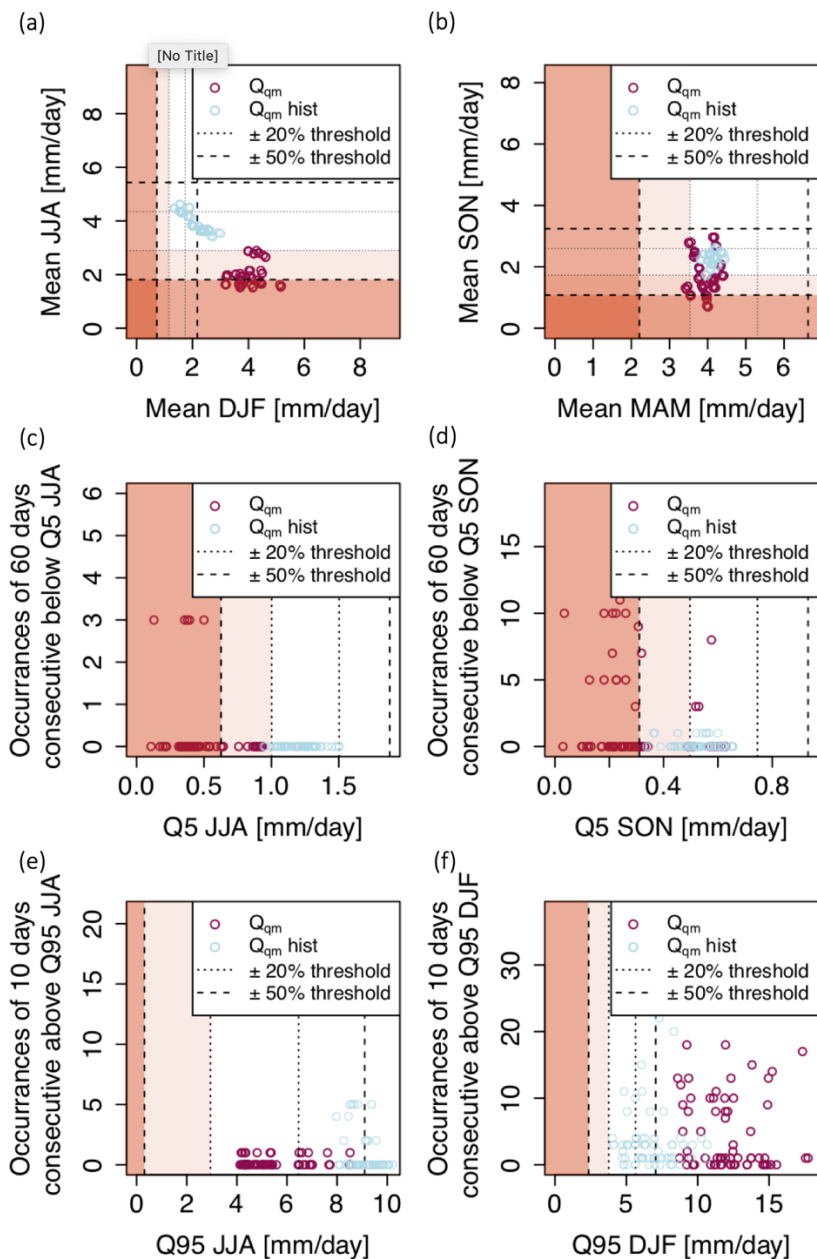 (a)
[No Title]
Mean JJA [mm/day]
8
6
4
2
0
Qqm
Qqm hist
± 20% threshold
± 50% threshold
0 2 4 6 8
Mean DJF [mm/day]
(b)
Mean SON [mm/day]
8
6
4
2
0
Qqm
Qqm hist
± 20% threshold
± 50% threshold
0 1 2 3 4 5 6
Mean MAM [mm/day]
(c)
Occurrances of 60 days
consecutive below Q5 JJA
6
5
4
3
2
1
0
Qqm
Qqm hist
± 20% threshold
± 50% threshold
0.0 0.5 1.0 1.5
Q5 JJA [mm/day]
(d)
Occurrances of 60 days
consecutive below Q5 SON
15
10
5
0
Qqm
Qqm hist
± 20% threshold
± 50% threshold
0.0 0.4 0.8
Q5 SON [mm/day]
(e)
Occurrances of 10 days
consecutive above Q95 JJA
20
15
10
5
0
Qqm
Qqm hist
± 20% threshold
± 50% threshold
0 2 4 6 8 10
Q95 JJA [mm/day]
(f)
Occurrances of 10 days
consecutive above Q95 DJF
30
20
10
0
Qqm
Qqm hist
± 20% threshold
± 50% threshold
0 5 10 15
Q95 DJF [mm/day]